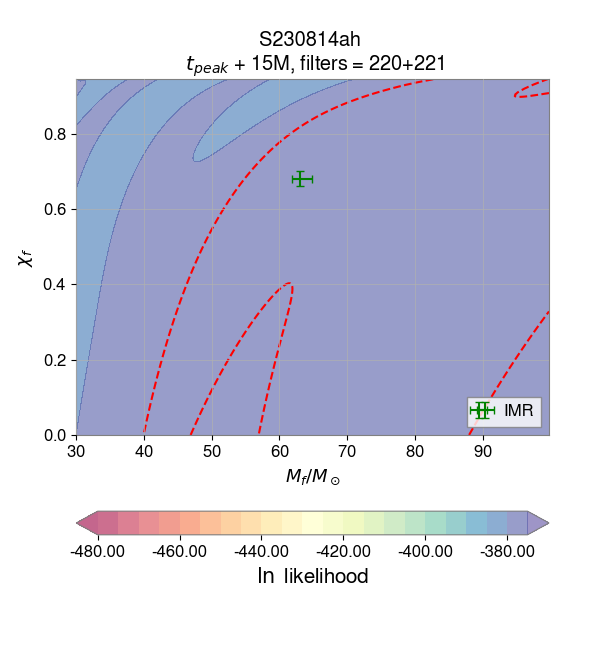 S230814ah
t_peak + 15M, filters = 220+221
0.8
0.6
0.4
0.2
0.0
χ_f
30 40 50 60 70 80 90
M_f/M_⊙
IMR
-480.00 -460.00 -440.00 -420.00 -400.00 -380.00
ln likelihood